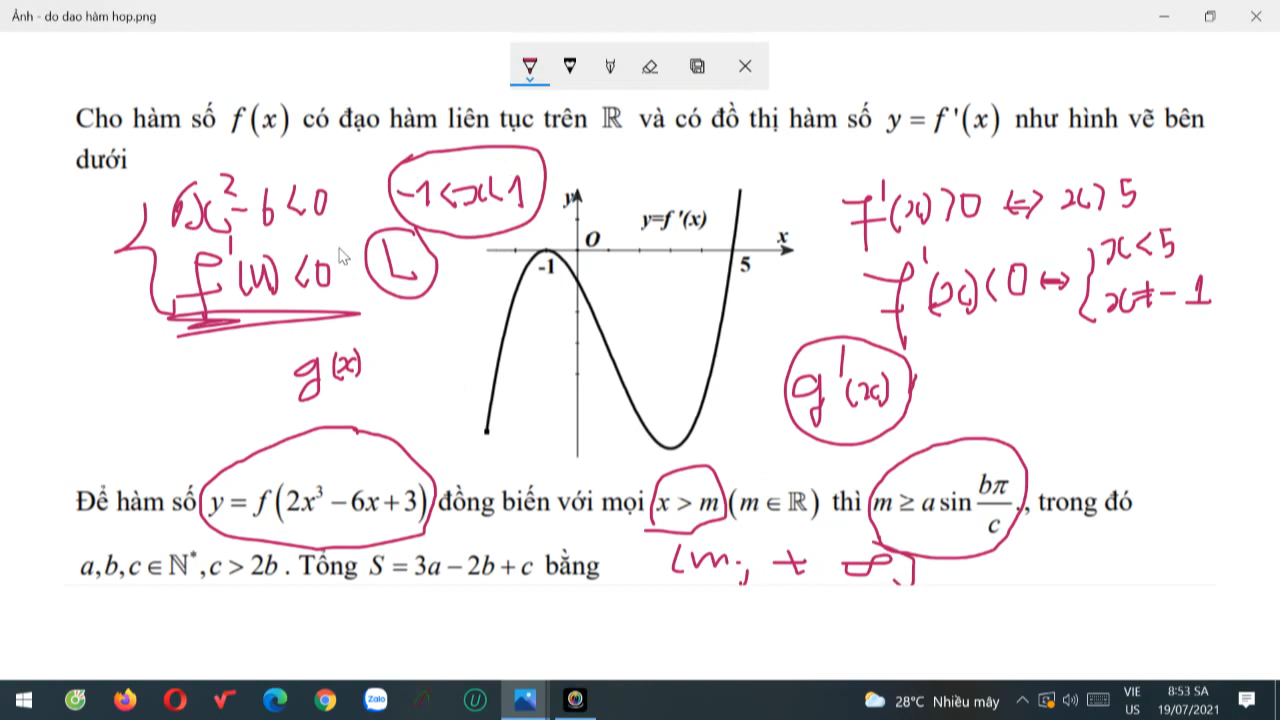 Ảnh - do dao hàm hop.png
Cho hàm số f(x) có đạo hàm liên tục trên ℝ và có đồ thị hàm số y = f '(x) như hình vẽ bên
dưới
6x² - 6 < 0
f'(u) < 0
-1 < x < 1
L
g(x)
y
y=f '(x)
O
x
-1
5
f'(x) > 0 ⇔ x > 5
f'(x) < 0 ⇔ { x < 5
x ≠ -1
g'(x)
Để hàm số y = f(2x³ - 6x + 3) đồng biến với mọi x > m (m ∈ ℝ) thì m ≥ a sin bπ/c, trong đó
(m; + ∞)
a, b, c ∈ ℕ*, c > 2b . Tổng S = 3a - 2b + c bằng
Zalo
28°C Nhiều mây
VIE
US
8:53 SA
19/07/2021